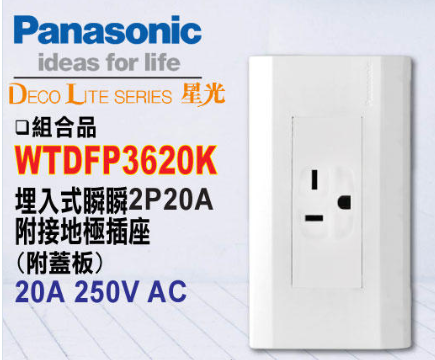 Panasonic
ideas for life
DECO LITE SERIES 星光
❏組合品
WTDFP3620K
埋入式瞬瞬2P20A
附接地極插座
(附蓋板)
20A 250V AC